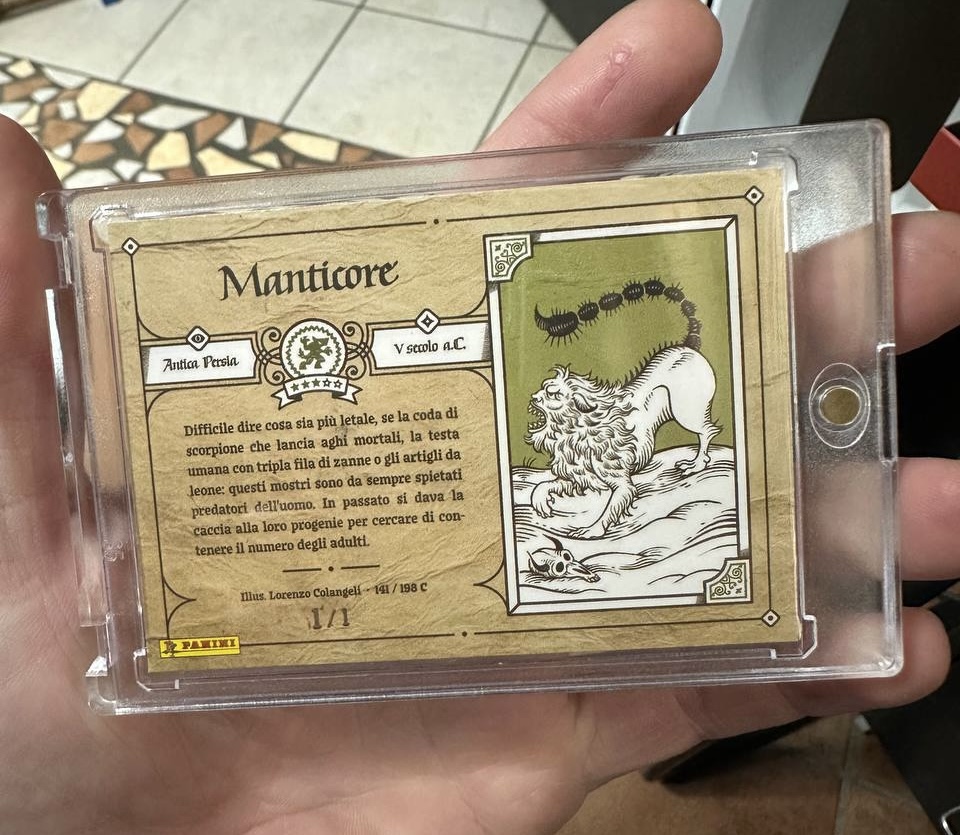 Manticore
Antica Persia
V secolo a.C.
Difficile dire cosa sia più letale, se la coda di
scorpione che lancia aghi mortali, la testa
umana con tripla fila di zanne o gli artigli da
leone: questi mostri sono da sempre spietati
predatori dell'uomo. In passato si dava la
caccia alla loro progenie per cercare di con-
tenere il numero degli adulti.
Illus. Lorenzo Colangeli - 141 / 198 C
1/1
PANINI